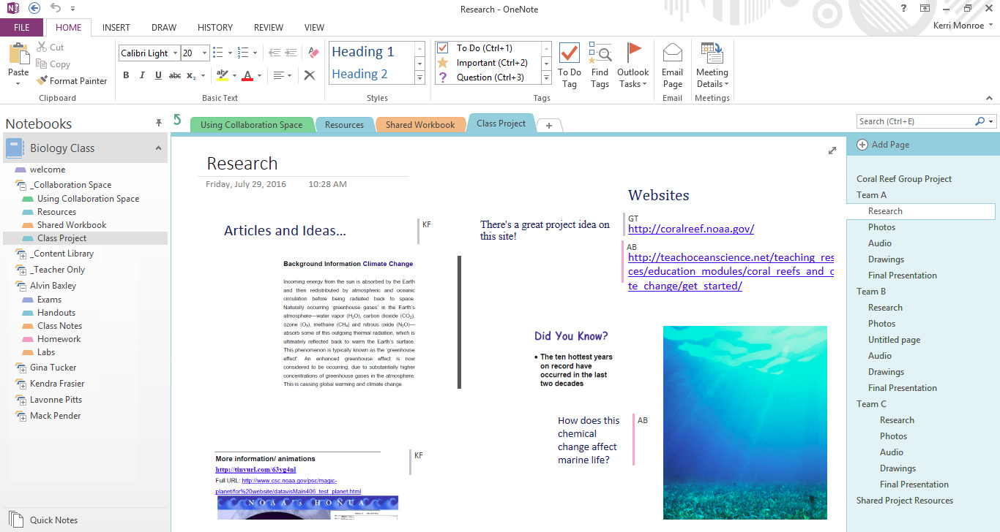 Research - OneNote
?
Kerri Monroe
FILE HOME INSERT DRAW HISTORY REVIEW VIEW
Paste
Cut
Copy
Format Painter
Clipboard
Calibri Light 20
B I U abc x₂ ab A
Basic Text
Heading 1
Heading 2
Styles
To Do (Ctrl+1)
Important (Ctrl+2)
? Question (Ctrl+3)
To Do
Tag
Find
Tags
Outlook
Tasks
Tags
Email
Page
Email
Meeting
Details
Meetings
Notebooks
Biology Class
welcome
_Collaboration Space
Using Collaboration Space
Resources
Shared Workbook
Class Project
_Content Library
_Teacher Only
Alvin Baxley
Exams
Handouts
Class Notes
Homework
Labs
Gina Tucker
Kendra Frasier
Lavonne Pitts
Mack Pender
Quick Notes
Using Collaboration Space Resources Shared Workbook Class Project +
Search (Ctrl+E)
Research
Friday, July 29, 2016 10:28 AM
Articles and Ideas...
KF
Background Information Climate Change
Incoming energy from the sun is absorbed by the Earth
and then redistributed by atmospheric and oceanic
circulation before being radiated back to space.
Naturally occurring 'greenhouse gases' in the Earth's
atmosphere—water vapor (H₂O), carbon dioxide (CO₂),
ozone (O₃), methane (CH₄) and nitrous oxide (N₂O)—
absorb some of this outgoing thermal radiation, which is
ultimately reflected back to warm the Earth's surface.
This phenomenon is typically known as the 'greenhouse
effect'. An enhanced greenhouse effect is now
considered to be occurring, due to substantially higher
concentrations of greenhouse gases in the atmosphere.
This is causing global warming and climate change.
More information/ animations
http://tinyurl.com/63vg4nl
Full URL: http://www.csc.noaa.gov/psc/magic-
planet/for%20website/datavisMain406_test_planet.html
NOAA's HONUA
KF
There's a great project idea on
this site!
Websites
GT
http://coralreef.noaa.gov/
AB
http://teachoceanscience.net/teaching_res
ces/education_modules/coral_reefs_and_c
te_change/get_started/
Did You Know?
• The ten hottest years
on record have
occurred in the last
two decades
How does this
chemical
change affect
marine life?
AB
Add Page
Coral Reef Group Project
Team A
Research
Photos
Audio
Drawings
Final Presentation
Team B
Research
Photos
Untitled page
Audio
Drawings
Final Presentation
Team C
Research
Photos
Audio
Drawings
Final Presentation
Shared Project Resources